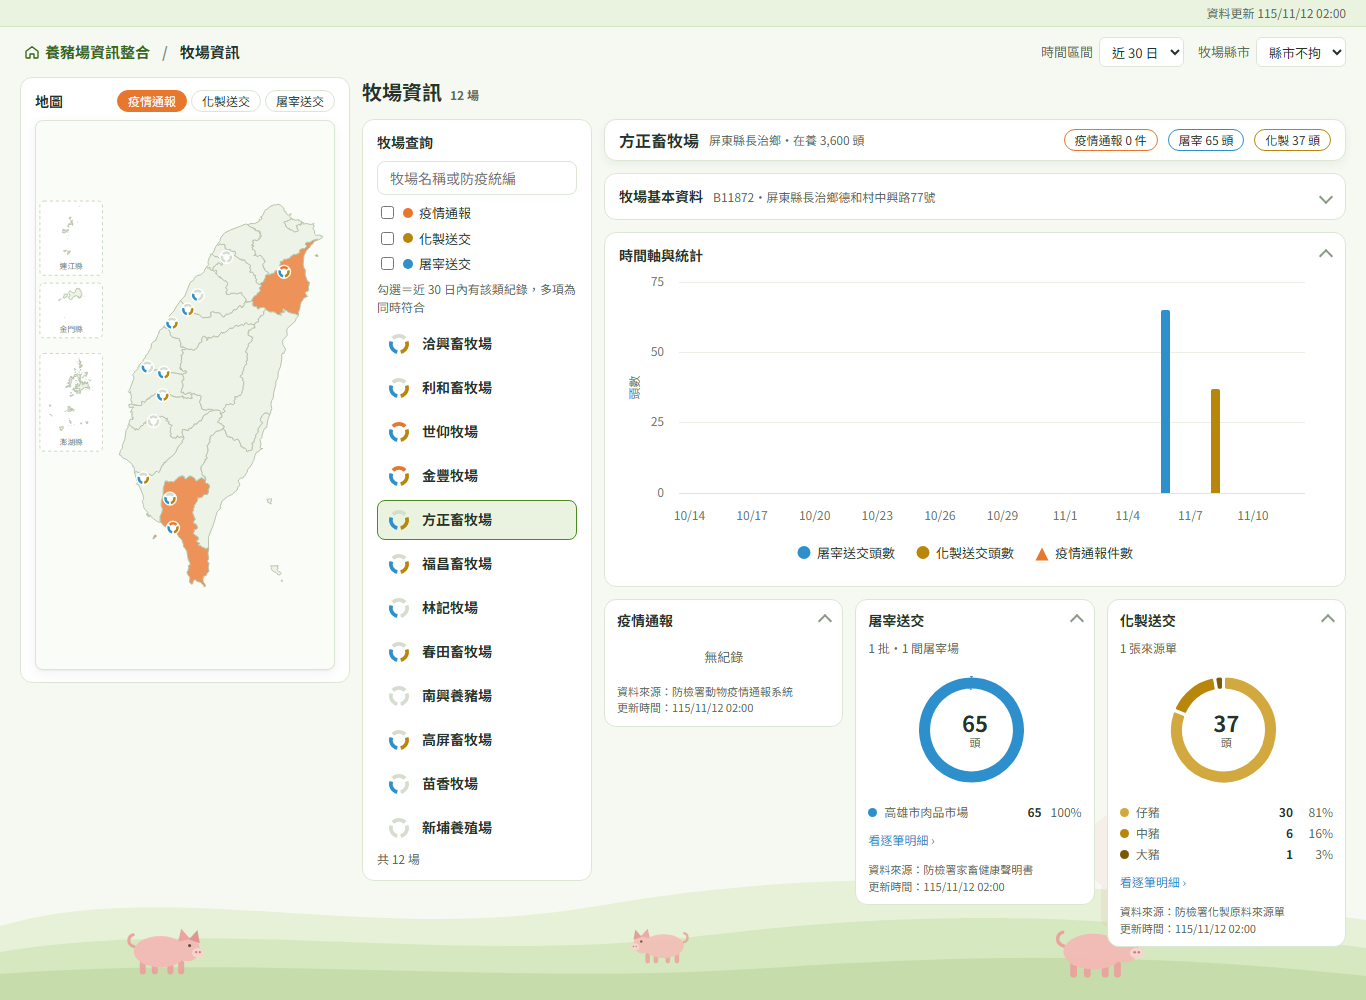 資料更新 115/11/12 02:00
養豬場資訊整合 / 牧場資訊
時間區間 近 30 日 牧場縣市 縣市不拘
地圖 疫情通報 化製送交 屠宰送交
連江縣
金門縣
澎湖縣
牧場資訊 12 場
牧場查詢
牧場名稱或防疫統編
疫情通報
化製送交
屠宰送交
勾選＝近 30 日內有該類紀錄，多項為
同時符合
洽興畜牧場
利和畜牧場
世仰牧場
金豐牧場
方正畜牧場
福昌畜牧場
林記牧場
春田畜牧場
南興養豬場
高屏畜牧場
苗香牧場
新埔養殖場
共 12 場
方正畜牧場 屏東縣長治鄉・在養 3,600 頭 疫情通報 0 件 屠宰 65 頭 化製 37 頭
牧場基本資料 B11872・屏東縣長治鄉德和村中興路77號
時間軸與統計
75
50
25
0
頭數
10/14 10/17 10/20 10/23 10/26 10/29 11/1 11/4 11/7 11/10
屠宰送交頭數 化製送交頭數 疫情通報件數
疫情通報
無紀錄
資料來源：防檢署動物疫情通報系統
更新時間：115/11/12 02:00
屠宰送交
1 批・1 間屠宰場
65
頭
高雄市肉品市場 65 100%
看逐筆明細 ›
資料來源：防檢署家畜健康聲明書
更新時間：115/11/12 02:00
化製送交
1 張來源單
37
頭
仔豬 30 81%
中豬 6 16%
大豬 1 3%
看逐筆明細 ›
資料來源：防檢署化製原料來源單
更新時間：115/11/12 02:00